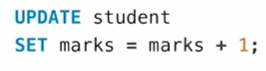 UPDATE student
SET marks = marks + 1;